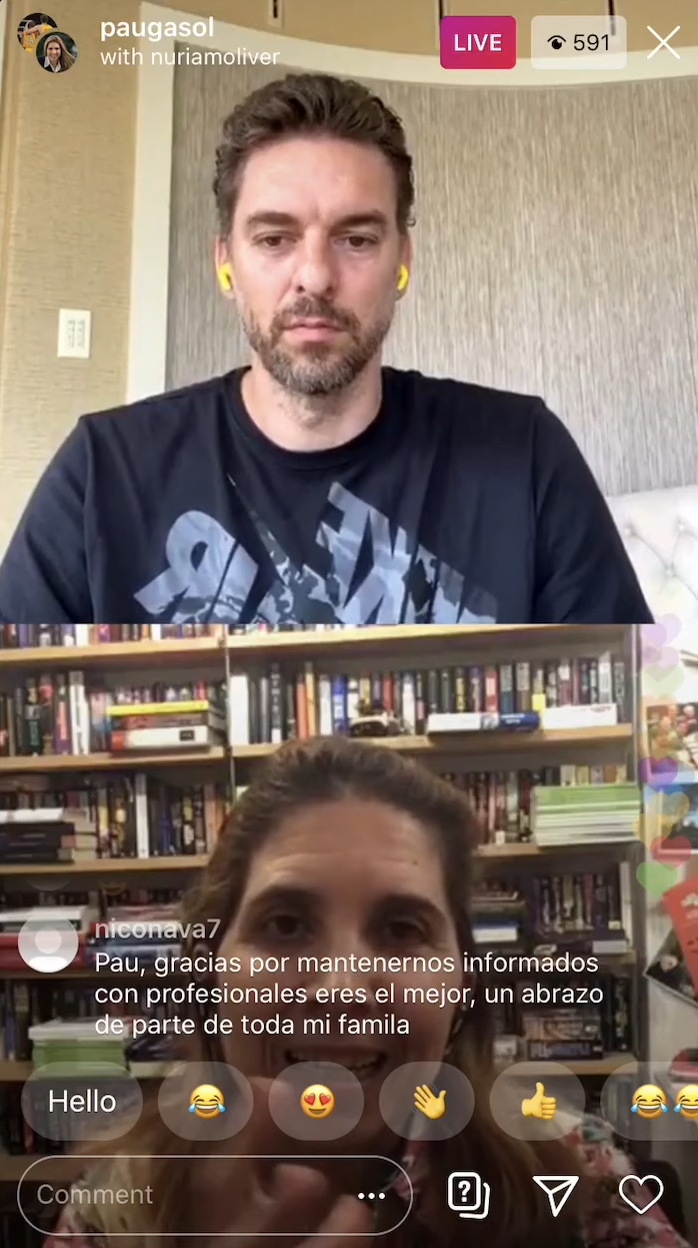 paugasol
with nuriamoliver
LIVE
591
niconava7
Pau, gracias por mantenernos informados
con profesionales eres el mejor, un abrazo
de parte de toda mi famila
Hello
Comment